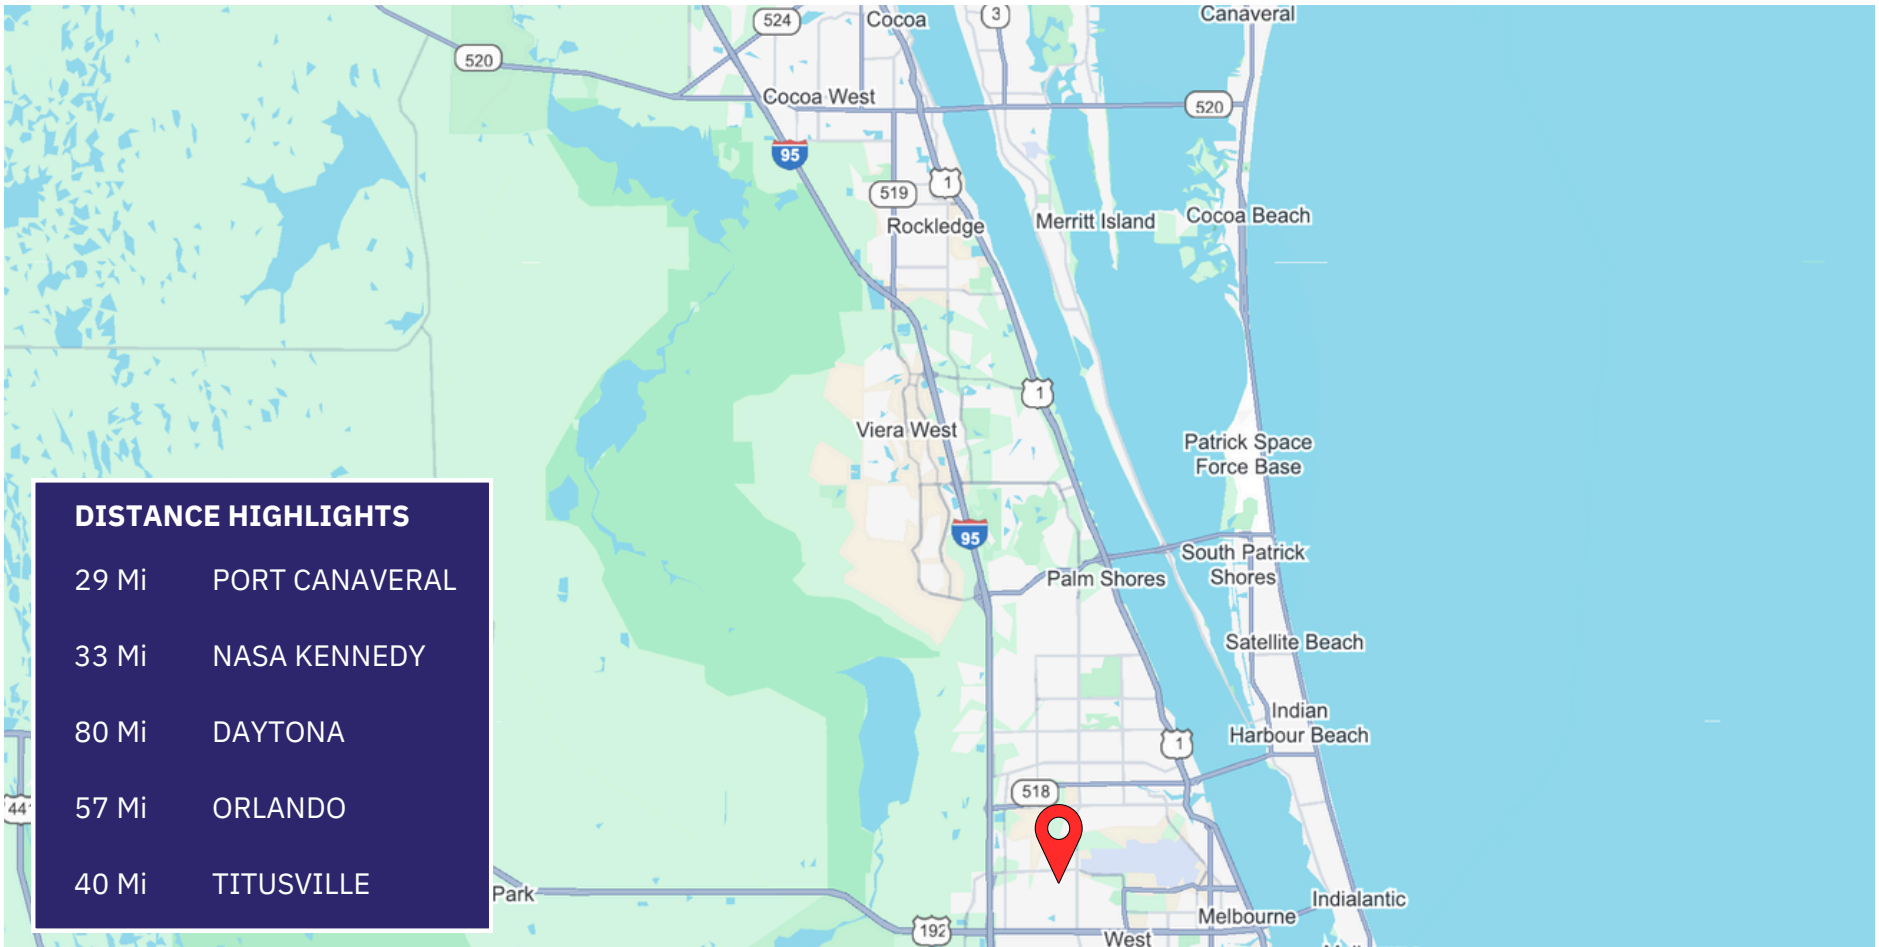 Canaveral
524
Cocoa
3
520
Cocoa West
520
95
519
1
Rockledge
Merritt Island
Cocoa Beach
1
Viera West
Patrick Space
Force Base
95
South Patrick
Shores
Palm Shores
Satellite Beach
Indian
Harbour Beach
1
518
Indialantic
Melbourne
192
West
Park
DISTANCE HIGHLIGHTS
29 Mi PORT CANAVERAL
33 Mi NASA KENNEDY
80 Mi DAYTONA
57 Mi ORLANDO
40 Mi TITUSVILLE